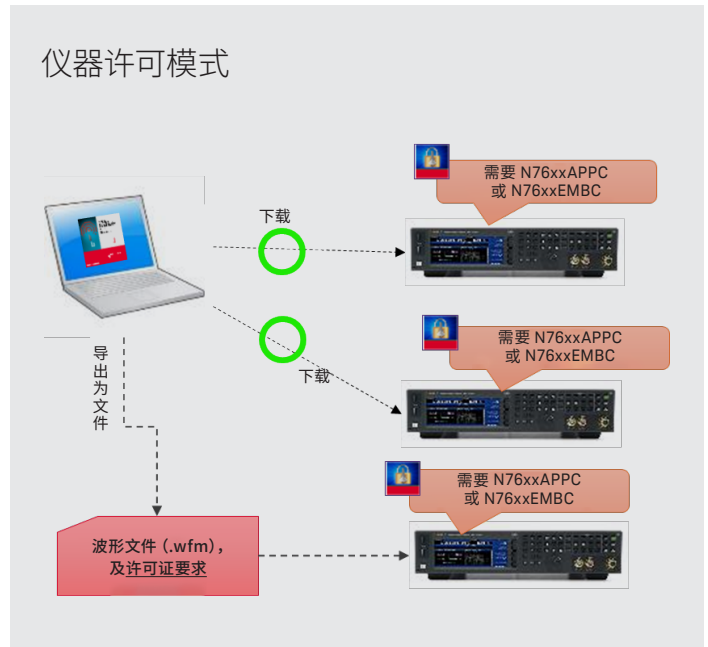 仪器许可模式
需要 N76xxAPPC
或 N76xxEMBC
下载
需要 N76xxAPPC
或 N76xxEMBC
下载
导出为文件
需要 N76xxAPPC
或 N76xxEMBC
波形文件 (.wfm)，
及许可证要求